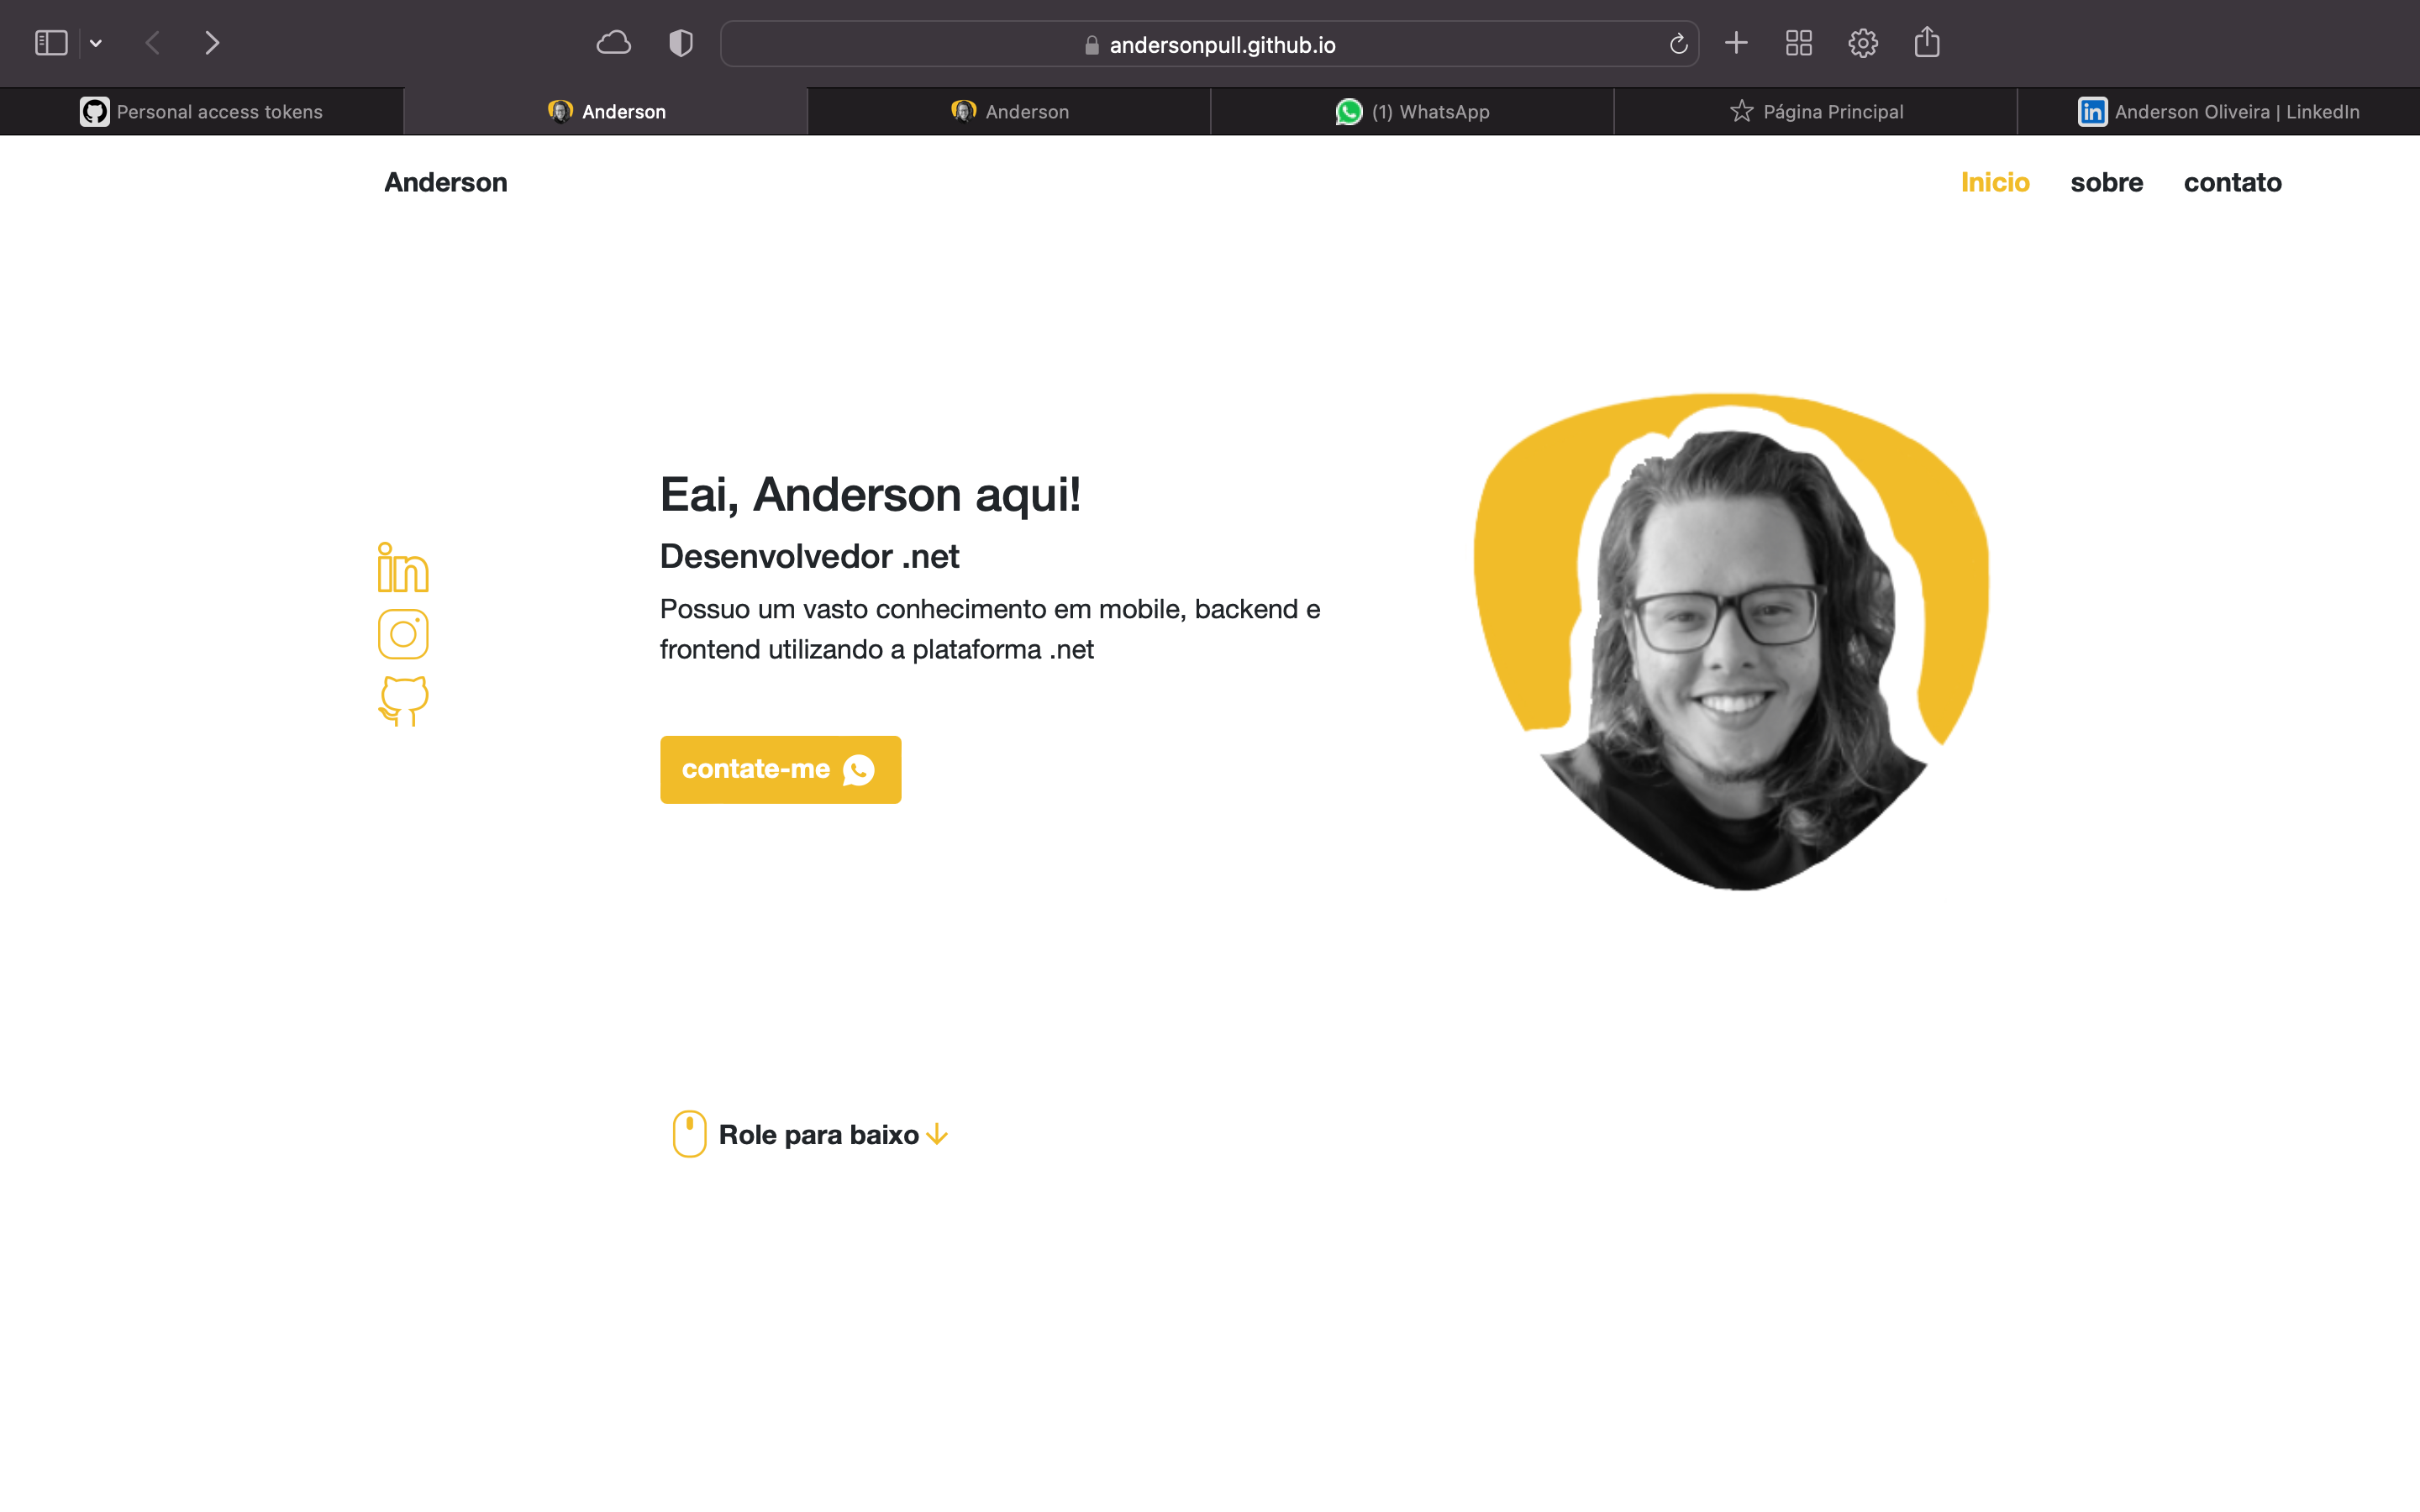 andersonpull.github.io
Personal access tokens
Anderson
Anderson
(1) WhatsApp
Página Principal
in Anderson Oliveira | LinkedIn
Anderson
Inicio sobre contato
Eai, Anderson aqui!
in
Desenvolvedor .net
Possuo um vasto conhecimento em mobile, backend e
frontend utilizando a plataforma .net
contate-me
Role para baixo